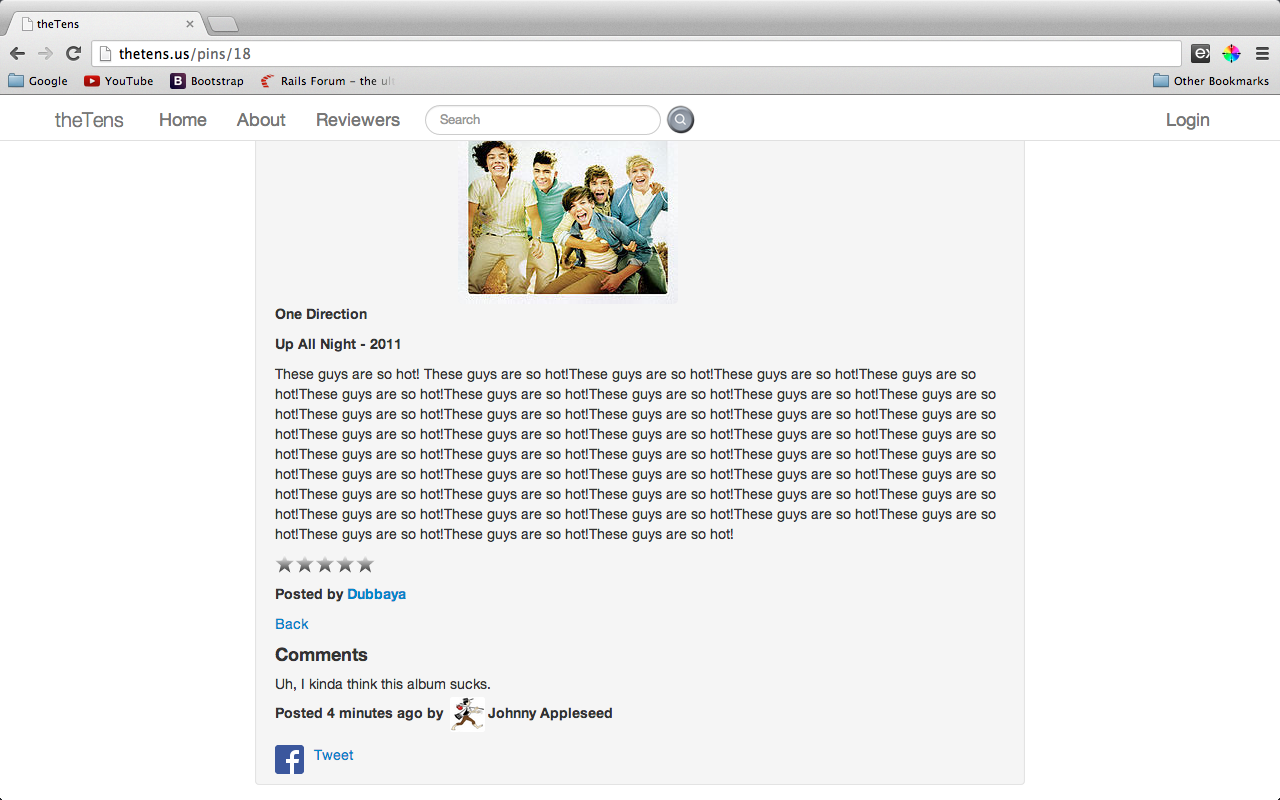 theTens
thetens.us/pins/18
Google YouTube Bootstrap Rails Forum - the ult Other Bookmarks
theTens Home About Reviewers Search Login
One Direction
Up All Night - 2011
These guys are so hot! These guys are so hot!These guys are so hot!These guys are so hot!These guys are so
hot!These guys are so hot!These guys are so hot!These guys are so hot!These guys are so hot!These guys are so
hot!These guys are so hot!These guys are so hot!These guys are so hot!These guys are so hot!These guys are so
hot!These guys are so hot!These guys are so hot!These guys are so hot!These guys are so hot!These guys are so
hot!These guys are so hot!These guys are so hot!These guys are so hot!These guys are so hot!These guys are so
hot!These guys are so hot!These guys are so hot!These guys are so hot!These guys are so hot!These guys are so
hot!These guys are so hot!These guys are so hot!These guys are so hot!These guys are so hot!These guys are so
hot!These guys are so hot!These guys are so hot!These guys are so hot!These guys are so hot!These guys are so
hot!These guys are so hot!These guys are so hot!These guys are so hot!
Posted by Dubbaya
Back
Comments
Uh, I kinda think this album sucks.
Posted 4 minutes ago by Johnny Appleseed
Tweet